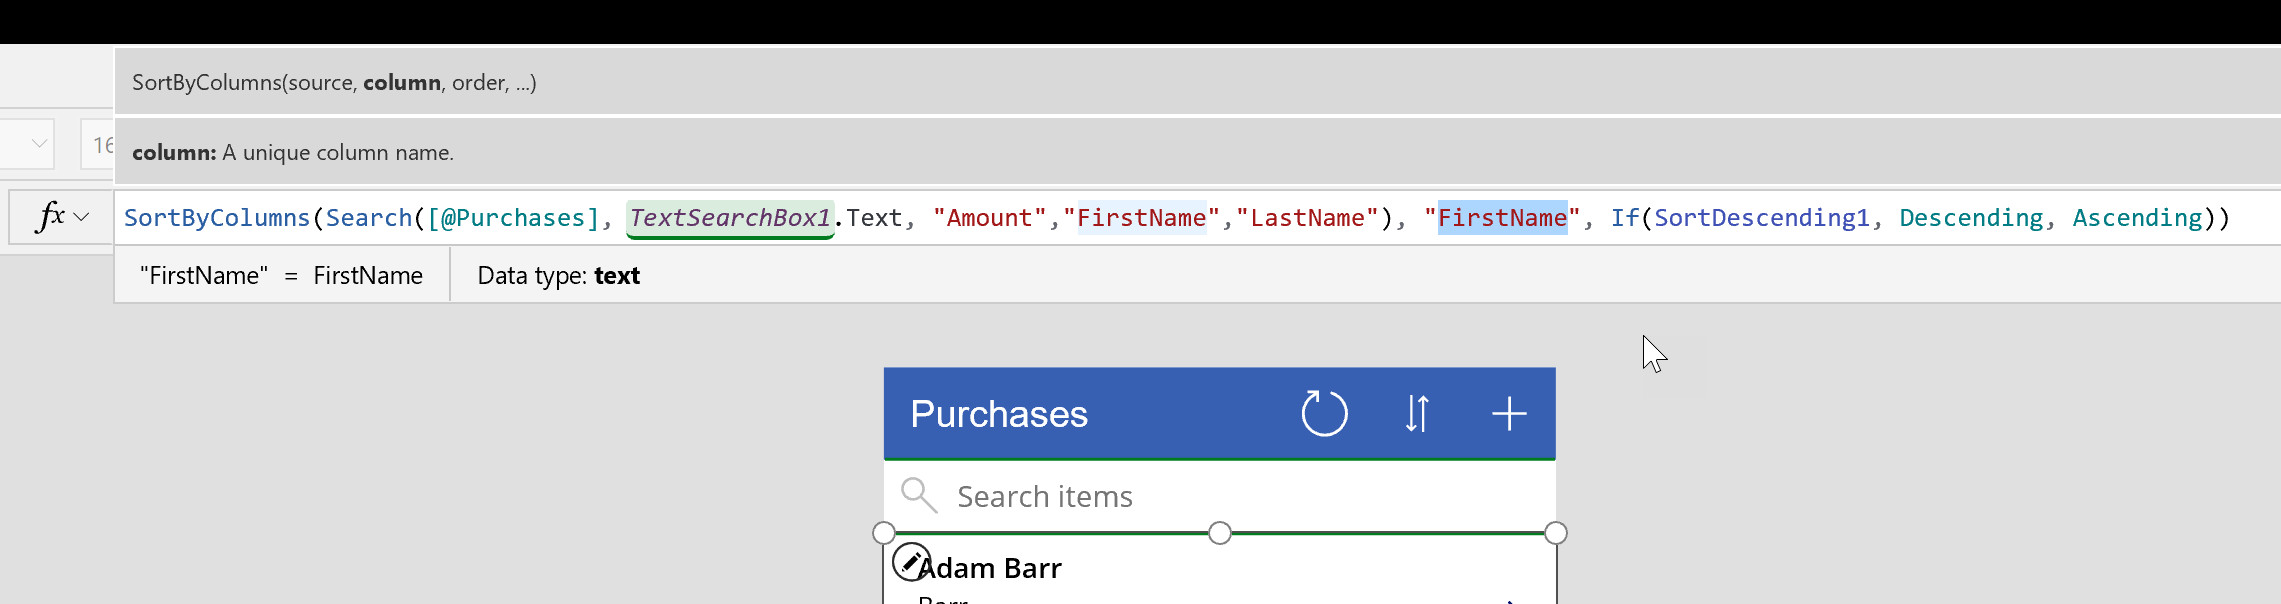 SortByColumns(source, column, order, ...)
16
column: A unique column name.
fx
SortByColumns(Search([@Purchases], TextSearchBox1.Text, "Amount","FirstName","LastName"), "FirstName", If(SortDescending1, Descending, Ascending))
"FirstName" = FirstName
Data type: text
Purchases
Search items
Adam Barr
Barr